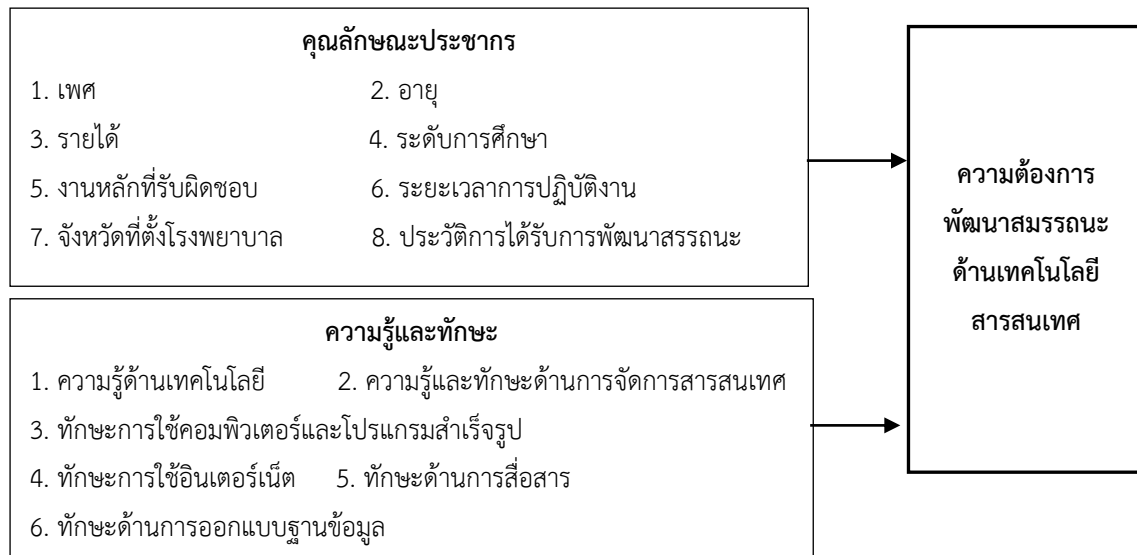 คุณลักษณะประชากร
1. เพศ 2. อายุ
3. รายได้ 4. ระดับการศึกษา
5. งานหลักที่รับผิดชอบ 6. ระยะเวลาการปฏิบัติงาน
7. จังหวัดที่ตั้งโรงพยาบาล 8. ประวัติการได้รับการพัฒนาสรรถนะ
ความรู้และทักษะ
1. ความรู้ด้านเทคโนโลยี 2. ความรู้และทักษะด้านการจัดการสารสนเทศ
3. ทักษะการใช้คอมพิวเตอร์และโปรแกรมสำเร็จรูป
4. ทักษะการใช้อินเตอร์เน็ต 5. ทักษะด้านการสื่อสาร
6. ทักษะด้านการออกแบบฐานข้อมูล
ความต้องการ
พัฒนาสมรรถนะ
ด้านเทคโนโลยี
สารสนเทศ